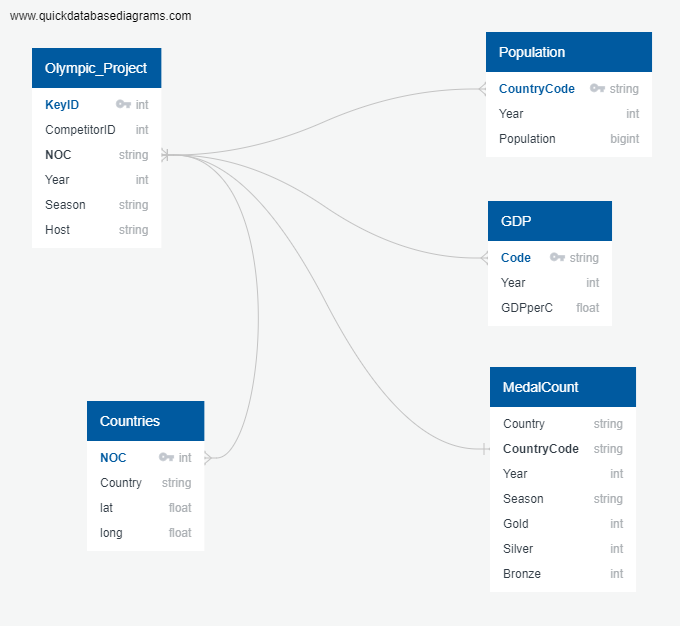 www.quickdatabasediagrams.com
Olympic_Project
KeyID int
CompetitorID int
NOC string
Year int
Season string
Host string
Population
CountryCode string
Year int
Population bigint
GDP
Code string
Year int
GDPperC float
Countries
NOC int
Country string
lat float
long float
MedalCount
Country string
CountryCode string
Year int
Season string
Gold int
Silver int
Bronze int